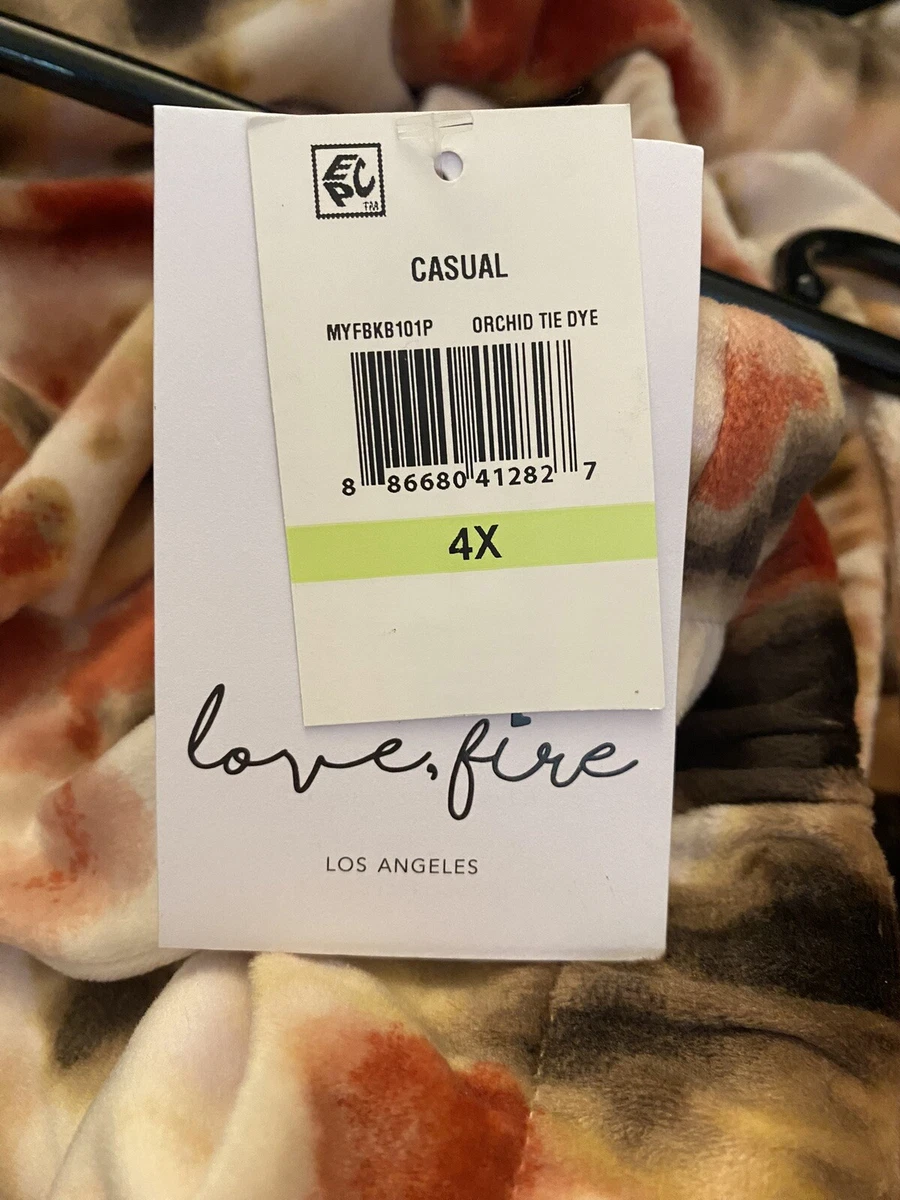 EPC
CASUAL
MYFBKB101P ORCHID TIE DYE
8 86680 41282 7
4X
love, fire
LOS ANGELES